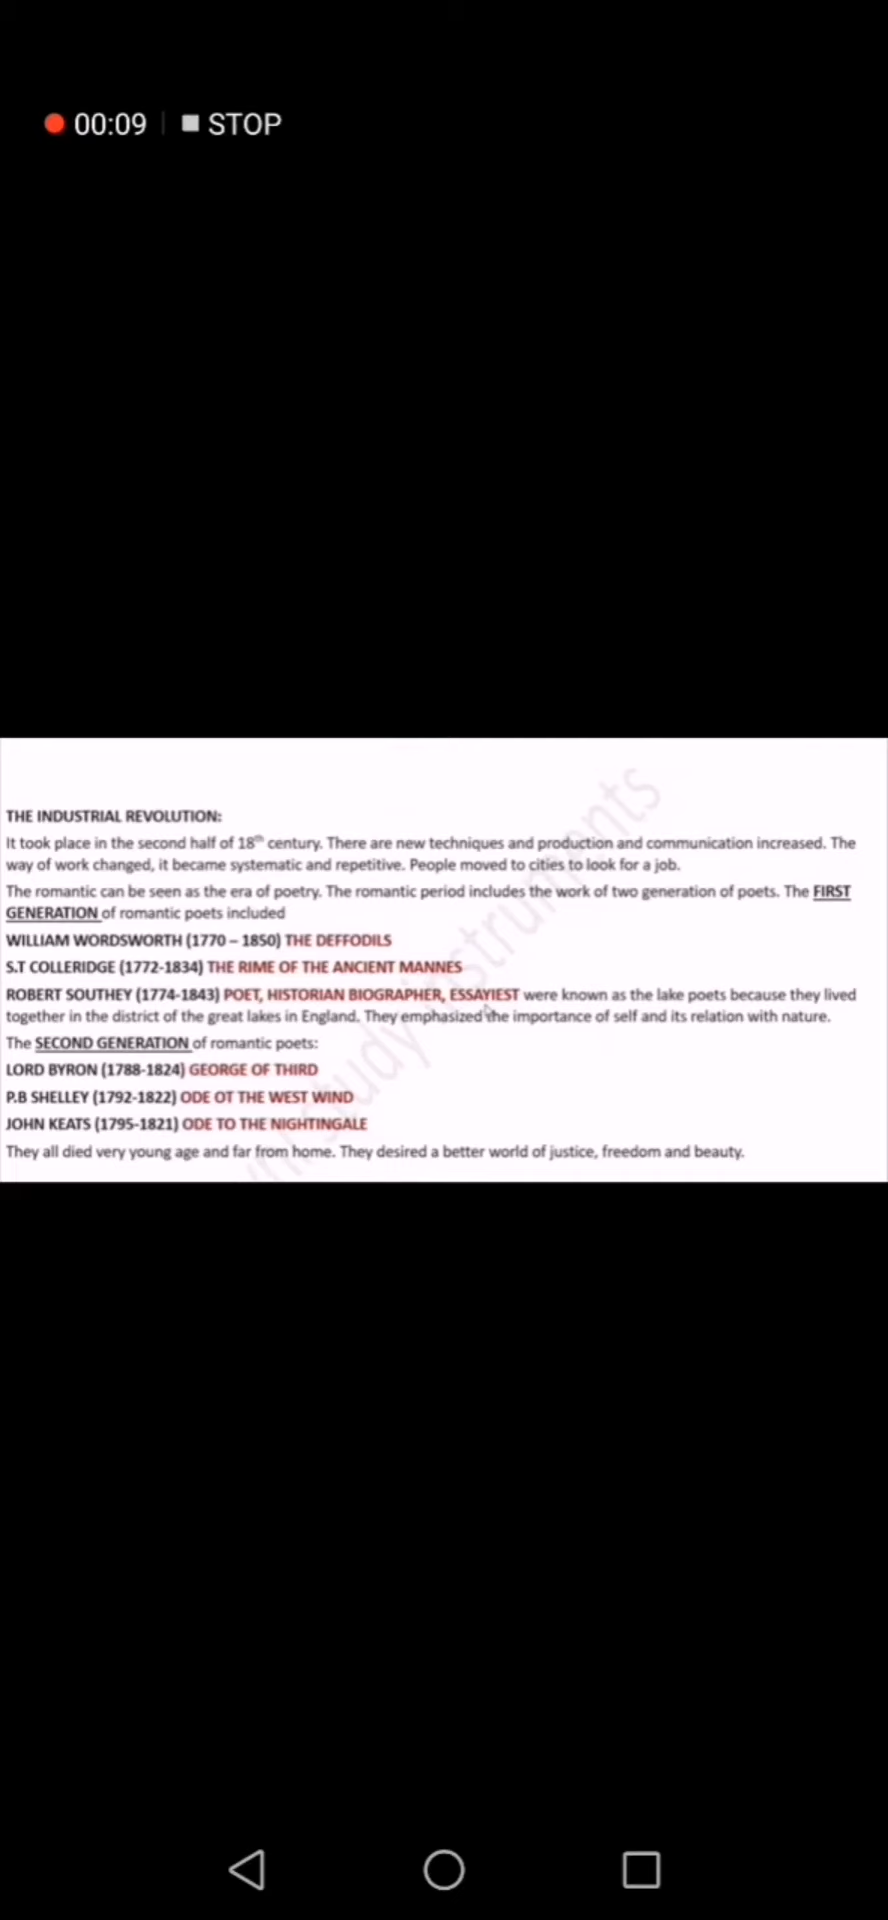 00:09 STOP
THE INDUSTRIAL REVOLUTION:
It took place in the second half of 18th century. There are new techniques and production and communication increased. The
way of work changed, it became systematic and repetitive. People moved to cities to look for a job.
The romantic can be seen as the era of poetry. The romantic period includes the work of two generation of poets. The FIRST
GENERATION of romantic poets included
WILLIAM WORDSWORTH (1770 – 1850) THE DEFFODILS
S.T COLLERIDGE (1772-1834) THE RIME OF THE ANCIENT MANNES
ROBERT SOUTHEY (1774-1843) POET, HISTORIAN BIOGRAPHER, ESSAYIEST were known as the lake poets because they lived
together in the district of the great lakes in England. They emphasized the importance of self and its relation with nature.
The SECOND GENERATION of romantic poets:
LORD BYRON (1788-1824) GEORGE OF THIRD
P.B SHELLEY (1792-1822) ODE OT THE WEST WIND
JOHN KEATS (1795-1821) ODE TO THE NIGHTINGALE
They all died very young age and far from home. They desired a better world of justice, freedom and beauty.
study instruments